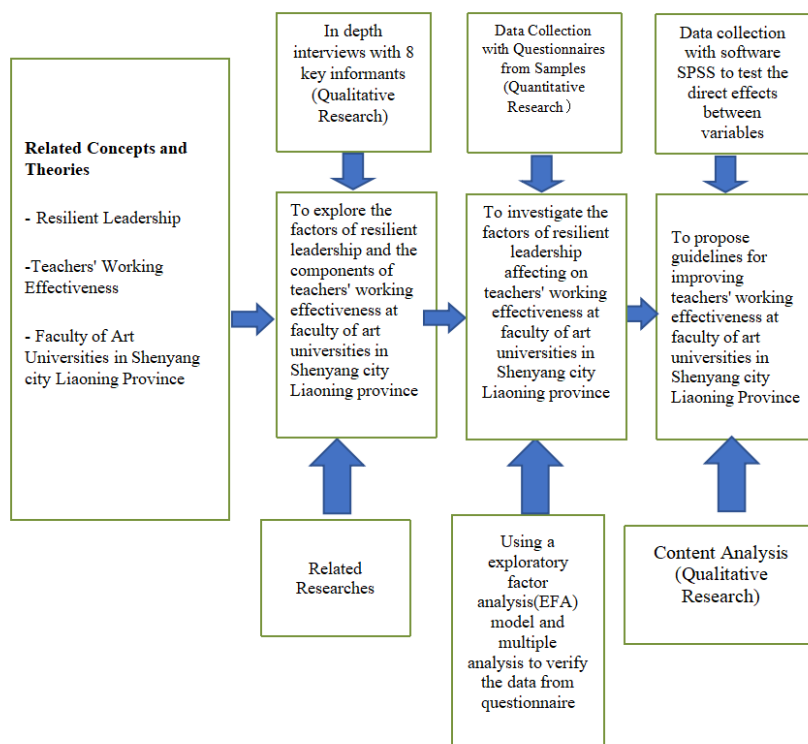 Related Concepts and
Theories
- Resilient Leadership
-Teachers' Working
Effectiveness
- Faculty of Art
Universities in Shenyang
city Liaoning Province
In depth
interviews with 8
key informants
(Qualitative
Research)
To explore the
factors of resilient
leadership and the
components of
teachers' working
effectiveness at
faculty of art
universities in
Shenyang city
Liaoning province
Related
Researches
Data Collection
with Questionnaires
from Samples
(Quantitative
Research）
To investigate the
factors of resilient
leadership
affecting on
teachers' working
effectiveness at
faculty of art
universities in
Shenyang city
Liaoning province
Using a
exploratory
factor
analysis(EFA)
model and
multiple
analysis to verify
the data from
questionnaire
Data collection
with software
SPSS to test the
direct effects
between
variables
To propose
guidelines for
improving
teachers' working
effectiveness at
faculty of art
universities in
Shenyang city
Liaoning Province
Content Analysis
(Qualitative
Research)